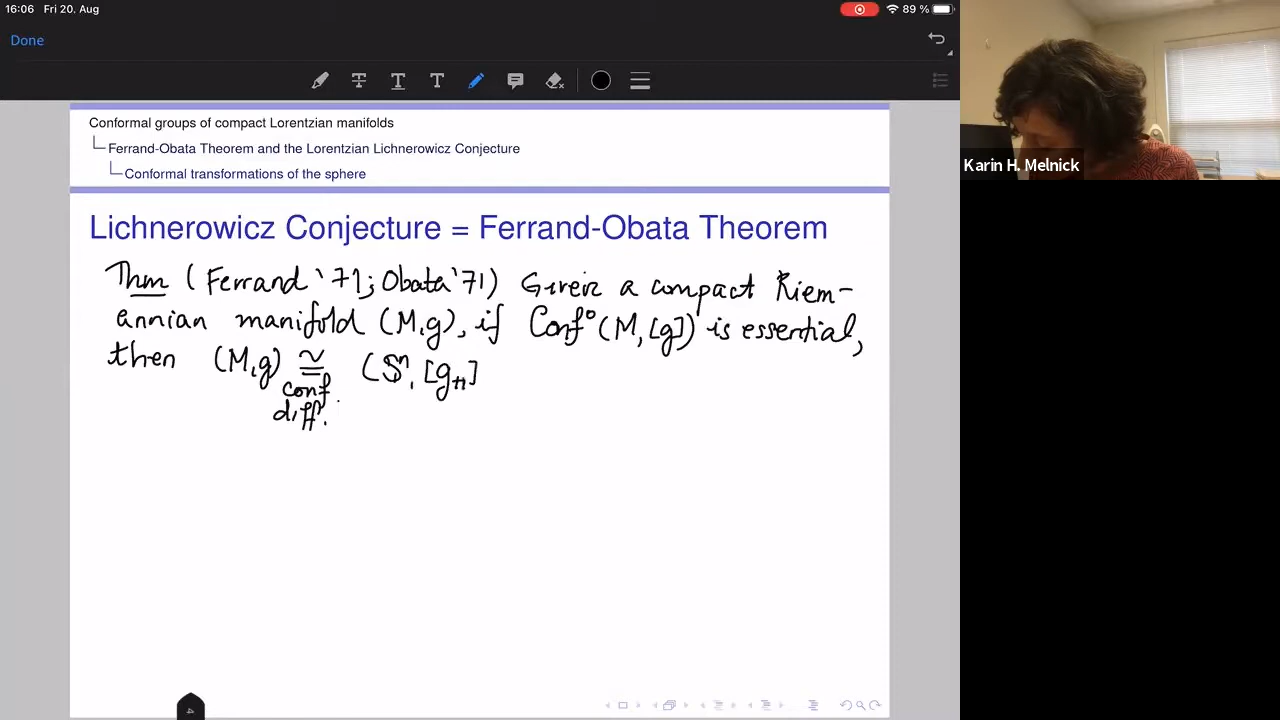 16:06 Fri 20. Aug
89 %
Done
Conformal groups of compact Lorentzian manifolds
Ferrand-Obata Theorem and the Lorentzian Lichnerowicz Conjecture
Conformal transformations of the sphere
Karin H. Melnick
Lichnerowicz Conjecture = Ferrand-Obata Theorem
Thm (Ferrand '71; Obata '71) Given a compact Riem-
annian manifold (M,g), if Conf° (M,[g]) is essential,
then (M,g) ≅ (Sⁿ, [g₊₁]
conf
diff.